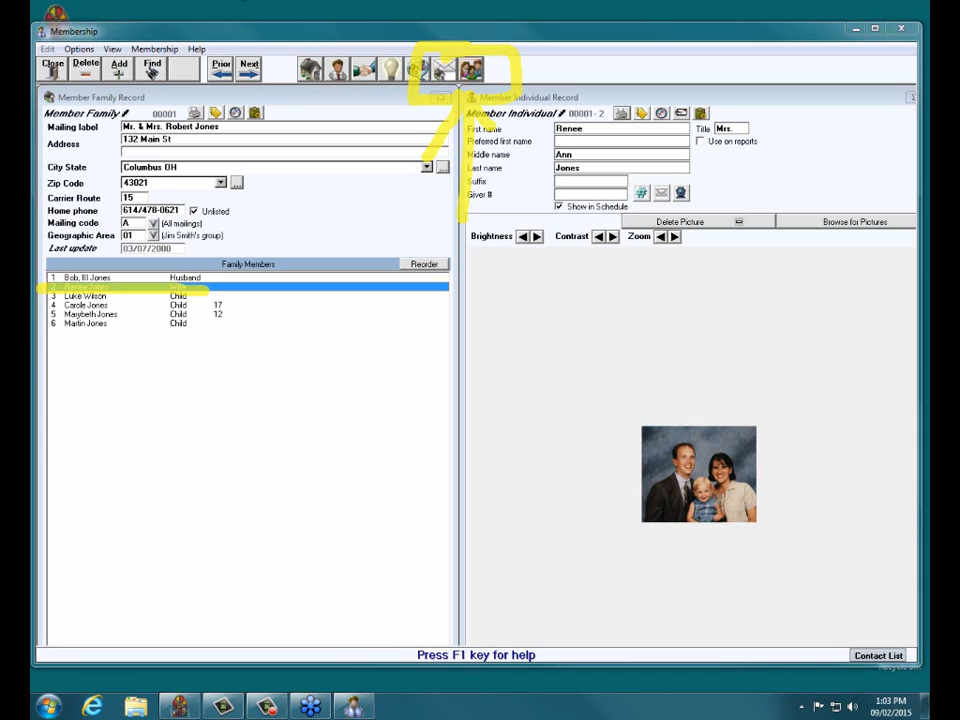 Membership
Edit Options View Membership Help
Close Delete Add Find Prior Next
Member Family Record
Member Family # 00001
Mailing label Mr. & Mrs. Robert Jones
Address 132 Main St
City State Columbus OH
Zip Code 43021
Carrier Route 15
Home phone 614/478-0621 Unlisted
Mailing code A (All mailings)
Geographic Area 01 (Jim Smith's group)
Last update 03/07/2000
Family Members Reorder
1 Bob, III Jones Husband
2 Renee Jones Wife
3 Luke Wilson Child
4 Carole Jones Child 17
5 Marybeth Jones Child 12
6 Martin Jones Child
Member Individual Record
Member Individual # 00001- 2
First name Renee Title Mrs.
Preferred first name Use on reports
Middle name Ann
Last name Jones
Suffix
Giver #
Show in Schedule
Delete Picture Browse for Pictures
Brightness Contrast Zoom
Press F1 key for help
Contact List
1:03 PM
09/02/2015